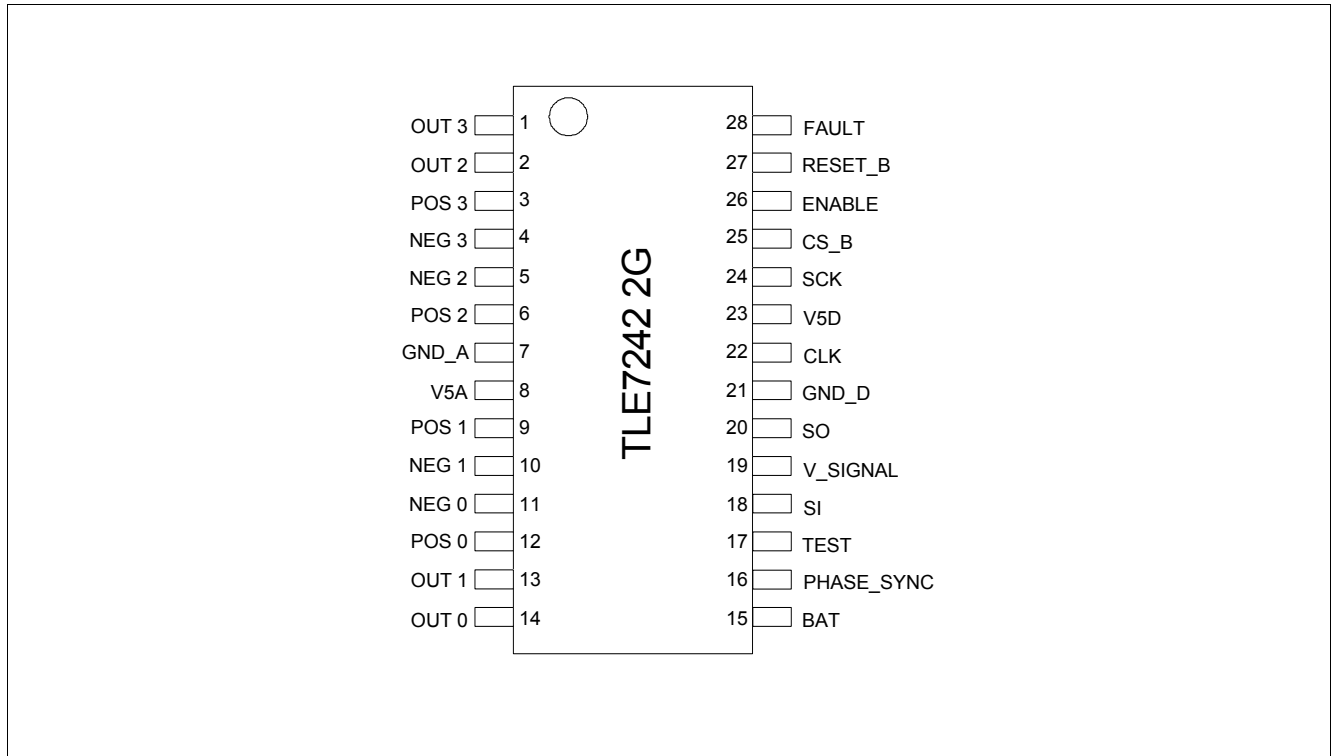 OUT 3 1 28 FAULT
OUT 2 2 27 RESET_B
POS 3 3 26 ENABLE
NEG 3 4 25 CS_B
NEG 2 5 24 SCK
POS 2 6 23 V5D
GND_A 7 22 CLK
V5A 8 21 GND_D
POS 1 9 20 SO
NEG 1 10 19 V_SIGNAL
NEG 0 11 18 SI
POS 0 12 17 TEST
OUT 1 13 16 PHASE_SYNC
OUT 0 14 15 BAT
TLE7242 2G